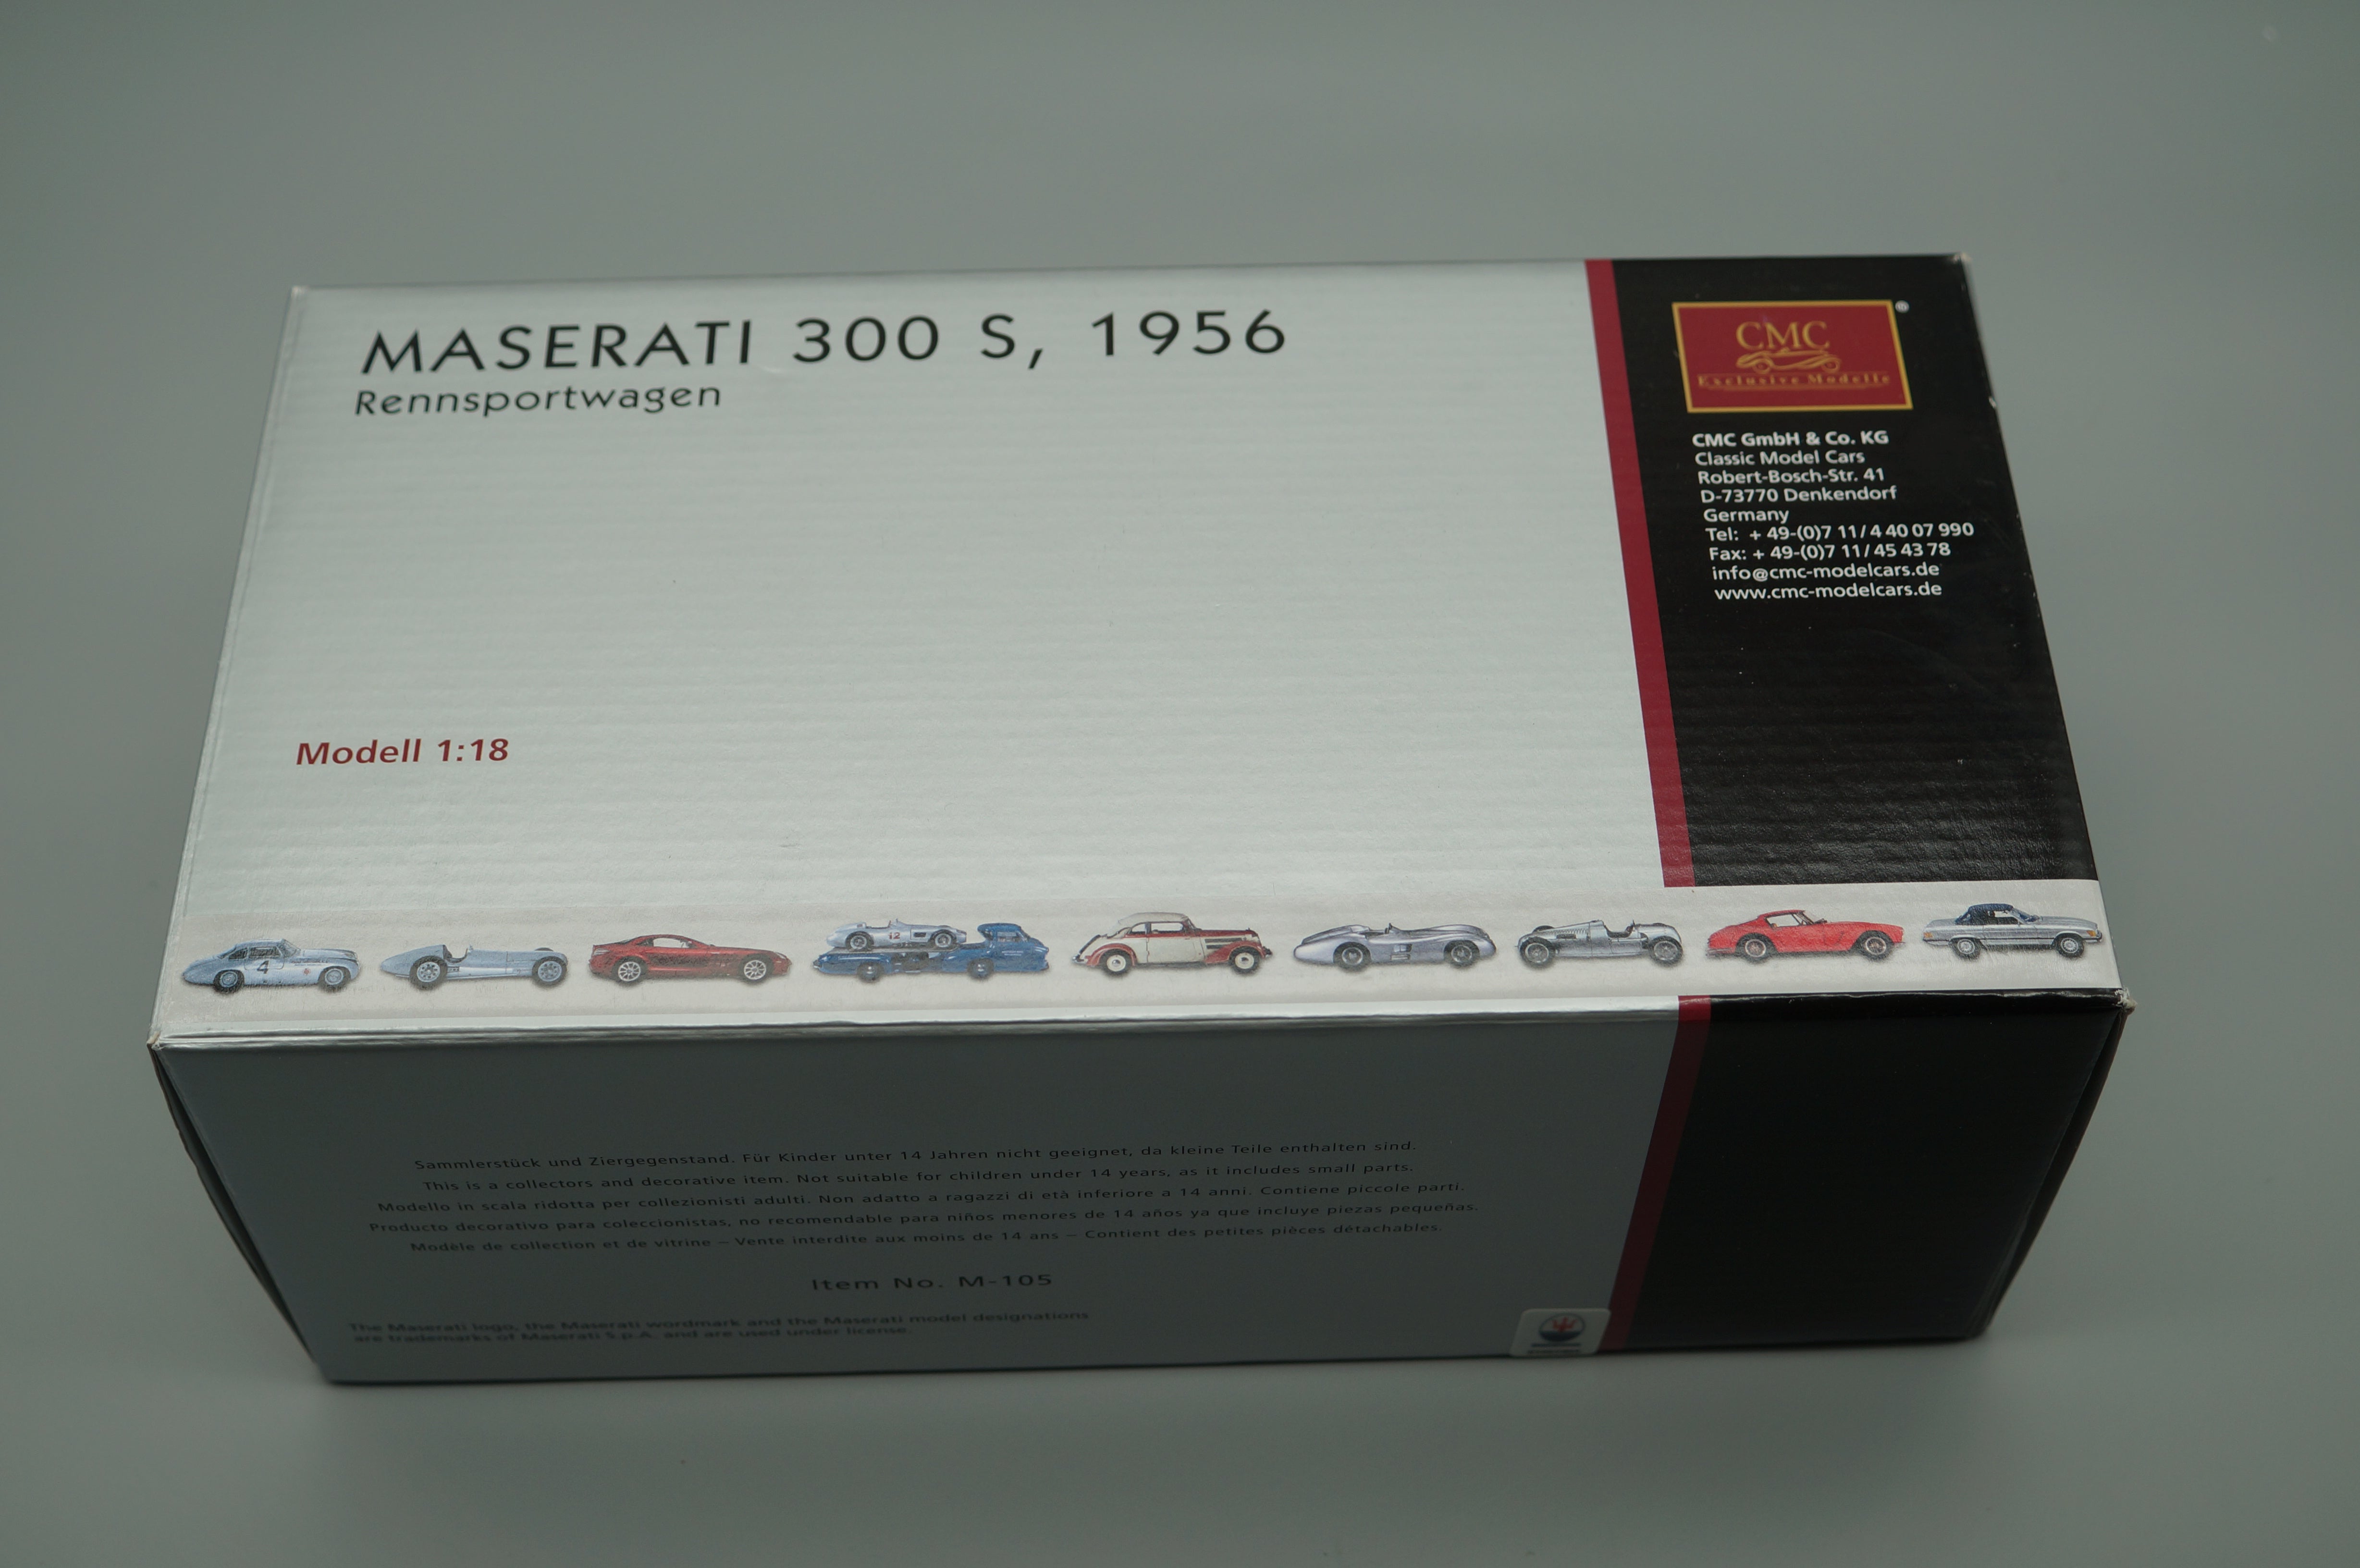 MASERATI 300 S, 1956
Rennsportwagen
CMC
Exclusive Modelle
®
CMC GmbH & Co. KG
Classic Model Cars
Robert-Bosch-Str. 41
D-73770 Denkendorf
Germany
Tel: + 49-(0)7 11/4 40 07 990
Fax: + 49-(0)7 11/45 43 78
info@cmc-modelcars.de
www.cmc-modelcars.de
Modell 1:18
4
12
Sammlerstück und Ziergegenstand. Für Kinder unter 14 Jahren nicht geeignet, da kleine Teile enthalten sind.
This is a collectors and decorative item. Not suitable for children under 14 years, as it includes small parts.
Modello in scala ridotta per collezionisti adulti. Non adatto a ragazzi di età inferiore a 14 anni. Contiene piccole parti.
Producto decorativo para coleccionistas, no recomendable para niños menores de 14 años ya que incluye piezas pequeñas.
Modèle de collection et de vitrine – Vente interdite aux moins de 14 ans – Contient des petites pièces détachables.
Item No. M-105
The Maserati logo, the Maserati wordmark and the Maserati model designations
are trademarks of Maserati S.p.A. and are used under license.